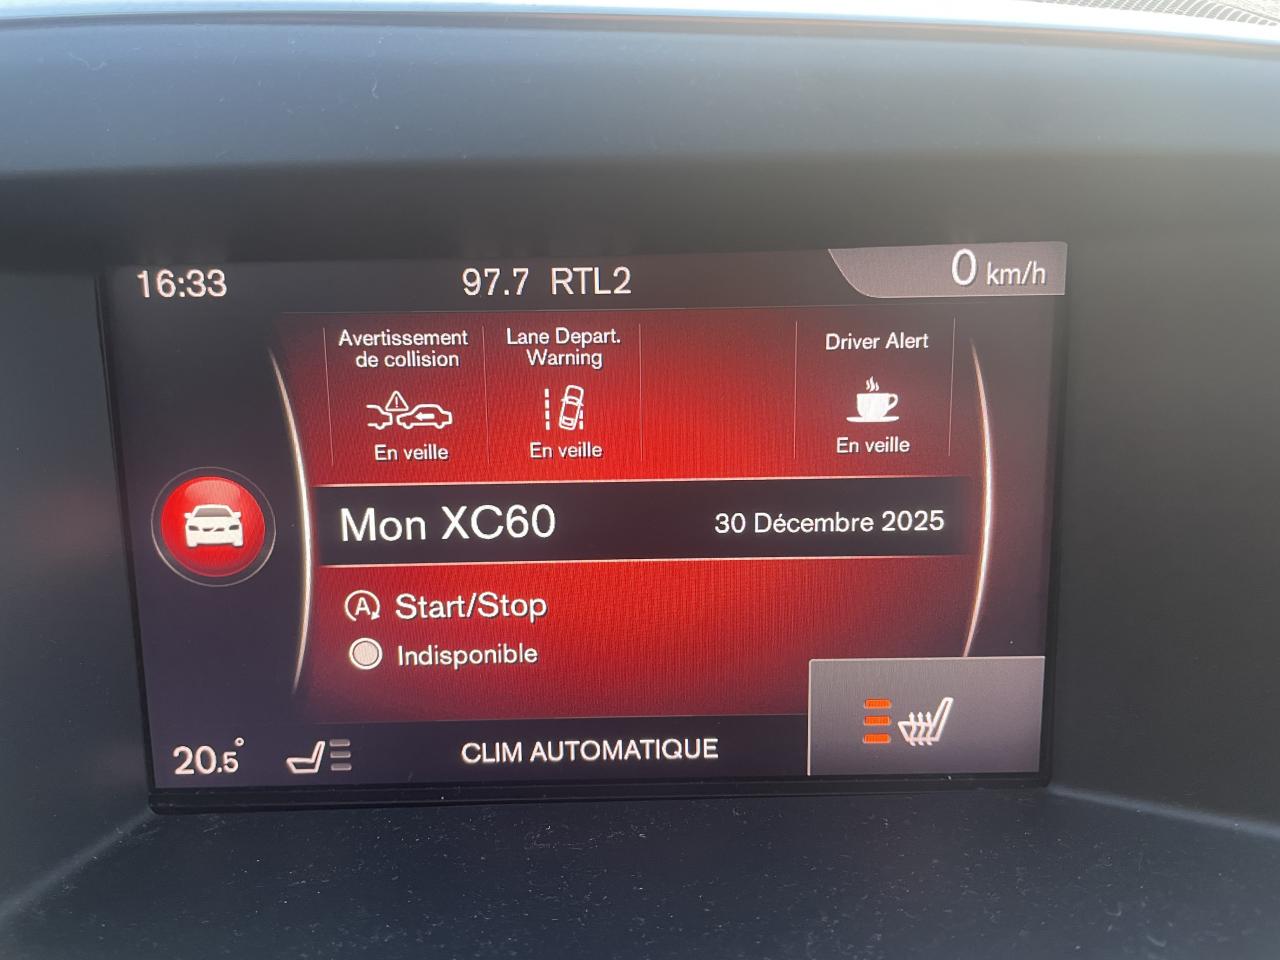 16:33
97.7 RTL2
0 km/h
Avertissement
de collision
En veille
Lane Depart.
Warning
En veille
Driver Alert
En veille
Mon XC60
30 Décembre 2025
A Start/Stop
Indisponible
20.5°
CLIM AUTOMATIQUE